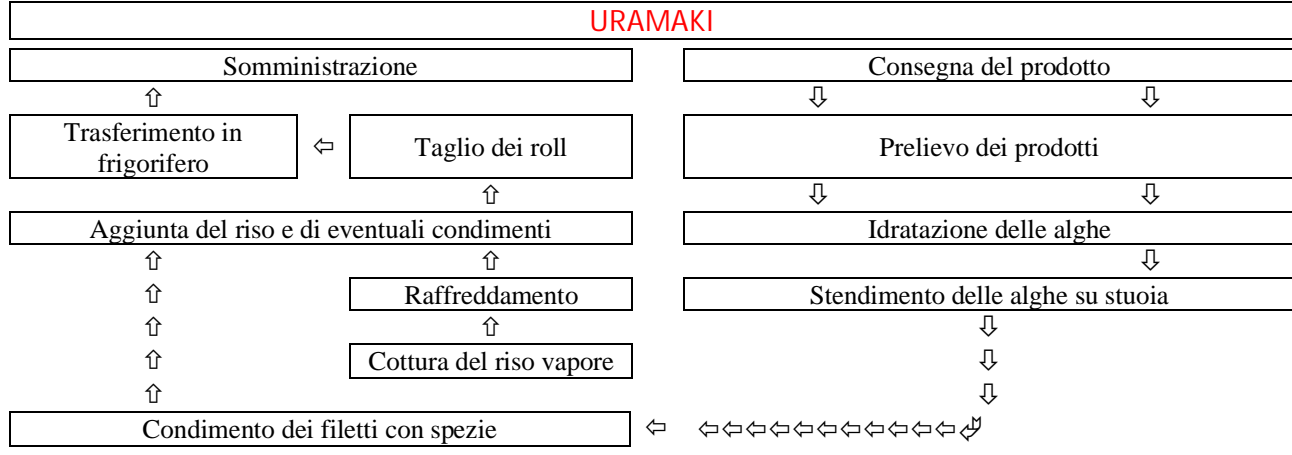 URAMAKI
Somministrazione
Consegna del prodotto
Trasferimento in
frigorifero
Taglio dei roll
Prelievo dei prodotti
Aggiunta del riso e di eventuali condimenti
Idratazione delle alghe
Raffreddamento
Stendimento delle alghe su stuoia
Cottura del riso vapore
Condimento dei filetti con spezie